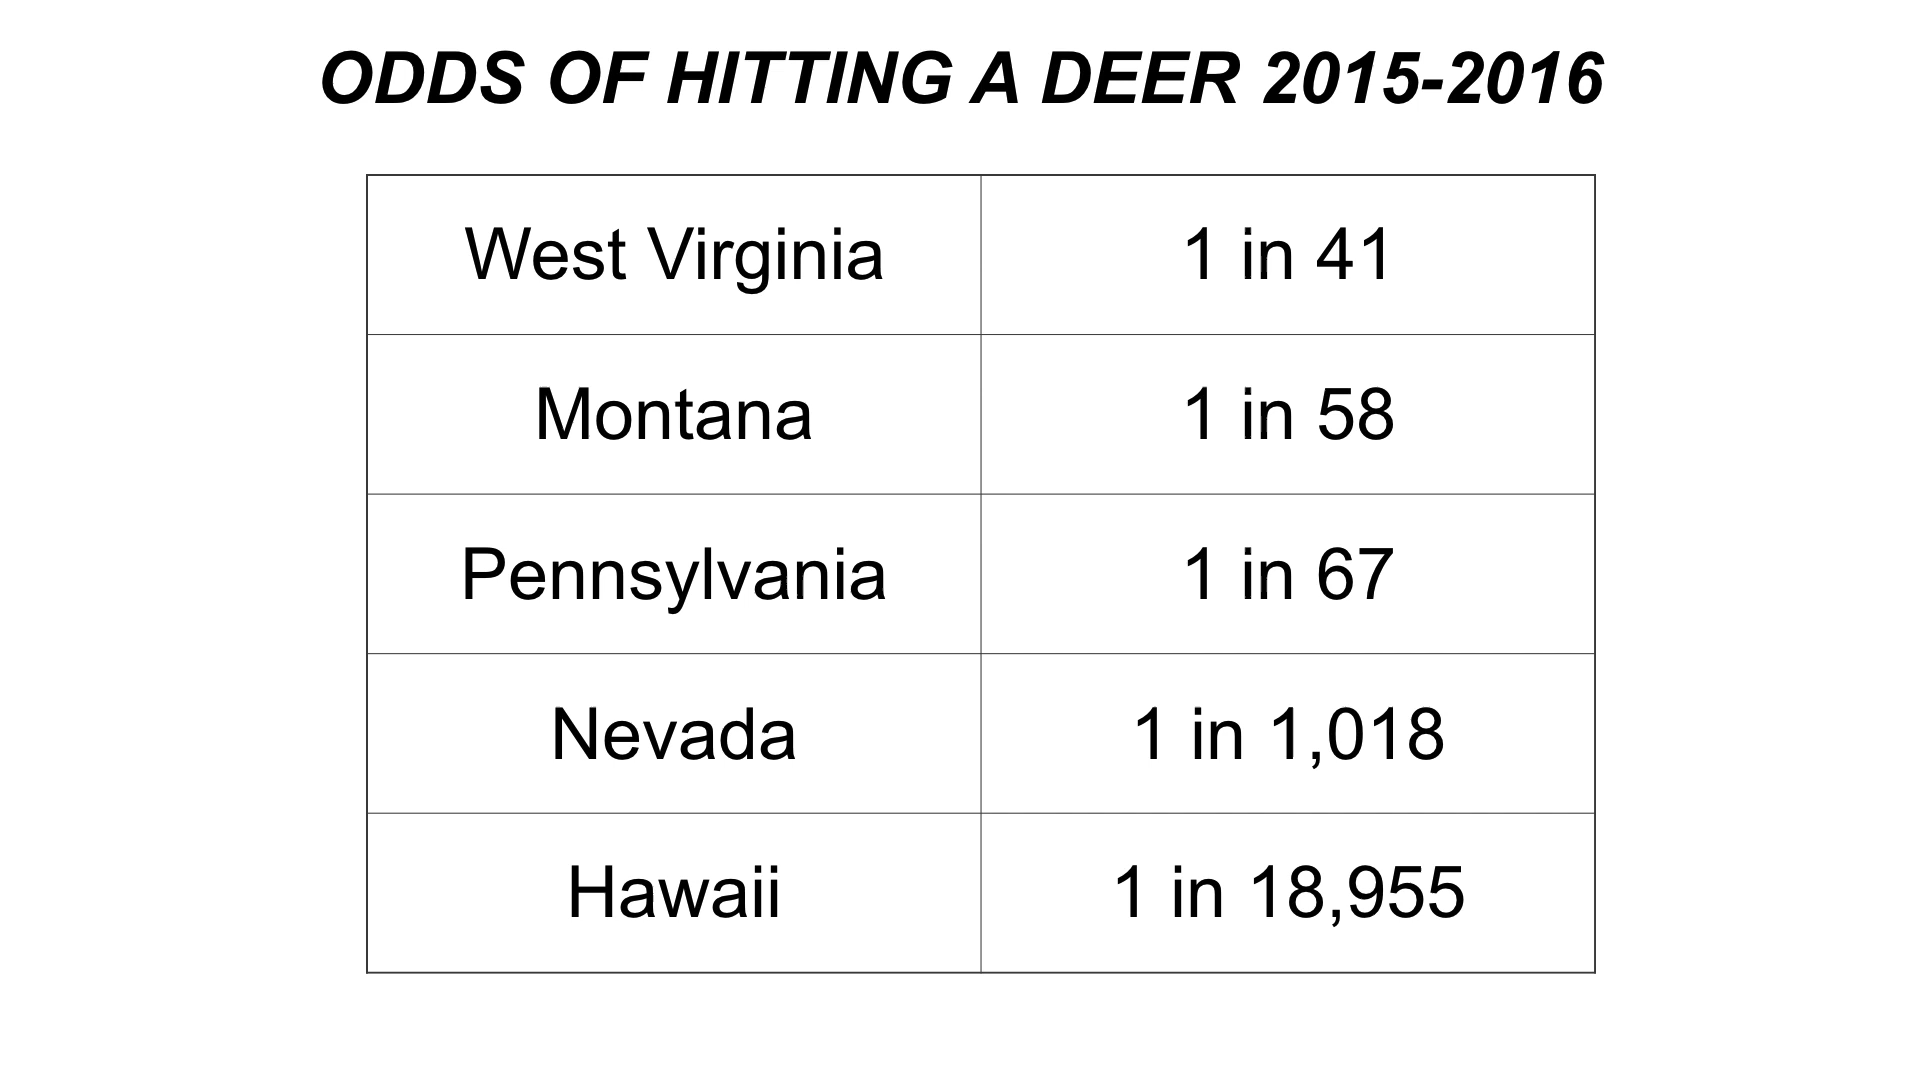 ODDS OF HITTING A DEER 2015-2016
West Virginia 1 in 41
Montana 1 in 58
Pennsylvania 1 in 67
Nevada 1 in 1,018
Hawaii 1 in 18,955